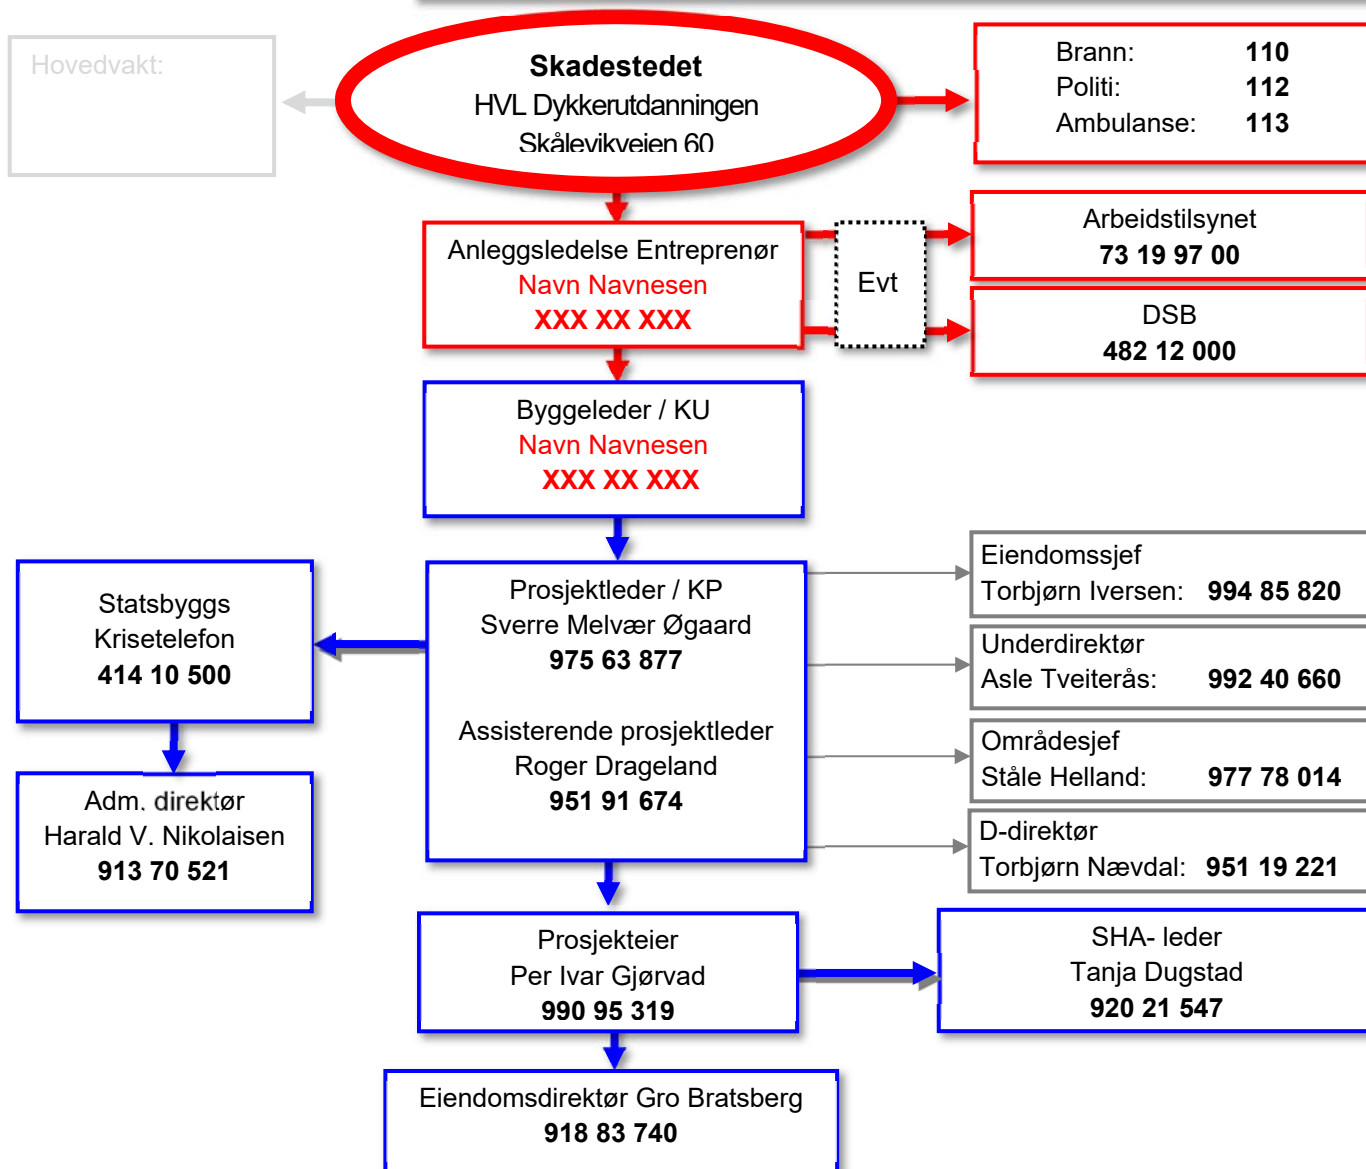 Hovedvakt:
Skadestedet
HVL Dykkerutdanningen
Skålevikveien 60
Brann: 110
Politi: 112
Ambulanse: 113
Anleggsledelse Entreprenør
Navn Navnesen
XXX XX XXX
Evt
Arbeidstilsynet
73 19 97 00
DSB
482 12 000
Byggeleder / KU
Navn Navnesen
XXX XX XXX
Statsbyggs
Krisetelefon
414 10 500
Prosjektleder / KP
Sverre Melvær Øgaard
975 63 877
Assisterende prosjektleder
Roger Drageland
951 91 674
Eiendomssjef
Torbjørn Iversen: 994 85 820
Underdirektør
Asle Tveiterås: 992 40 660
Områdesjef
Ståle Helland: 977 78 014
D-direktør
Torbjørn Nævdal: 951 19 221
Adm. direktør
Harald V. Nikolaisen
913 70 521
Prosjekteier
Per Ivar Gjørvad
990 95 319
SHA- leder
Tanja Dugstad
920 21 547
Eiendomsdirektør Gro Bratsberg
918 83 740